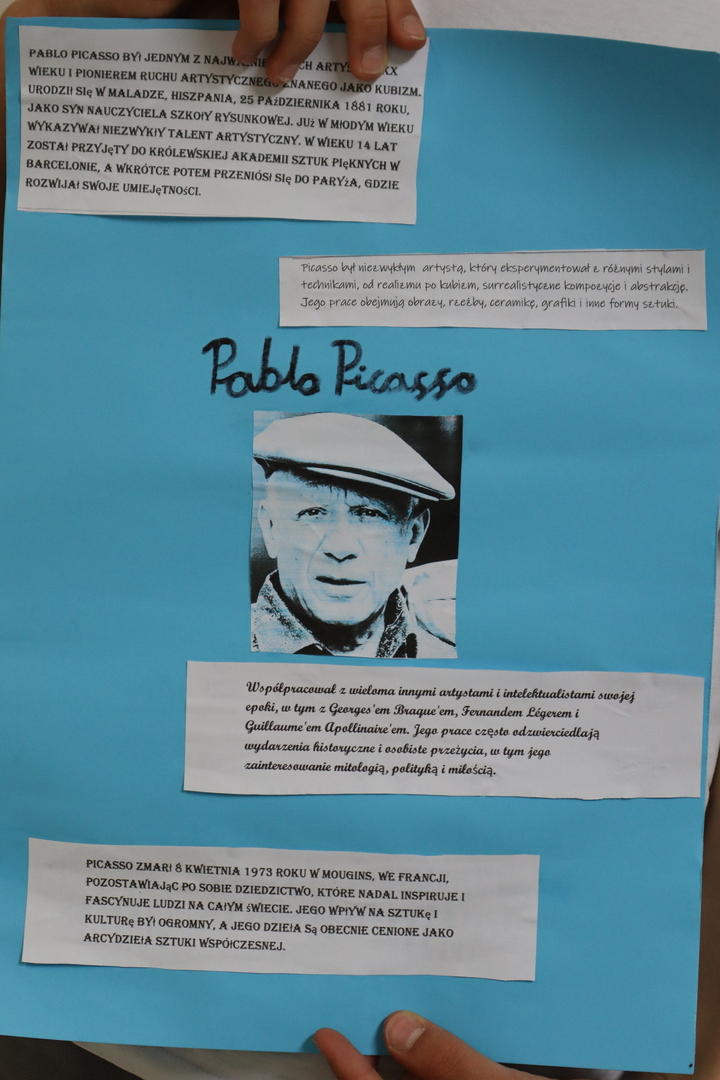 PABLO PICASSO BYł JEDNYM Z ARTYS XX
WIEKU I PIONIEREM RUCHU ARTYSTYCZNEGO ZNANEGO JAKO KUBIZM.
URODZIł SIę W MALADZE, HISZPANIA, 25 PAźDZIERNIKA 1881 ROKU,
JAKO SYN NAUCZYCIELA SZKOłY RYSUNKOWEJ. JUż W MłODYM WIEKU
WYKAZYWAł NIEZWYKłY TALENT ARTYSTYCZNY. W WIEKU 14 LAT
ZOSTAł PRZYJęTY DO KRÓLEWSKIEJ AKADEMII SZTUK PIęKNYCH W
BARCELONIE, A WKRÓTCE POTEM PRZENIÓSł SIę DO PARYżA, GDZIE
ROZWIJAł SWOJE UMIEJęTNOśCI.
Picasso był niezwykłym artystą, który eksperymentował z różnymi stylami i
technikami, od realizmu po kubizm, surrealistyczne kompozycje i abstrakcję.
Jego prace obejmują obrazy, rzeźby, ceramikę, grafiki i inne formy sztuki.
Pablo Picasso
Współpracował z wieloma innymi artystami i intelektualistami swojej
epoki, w tym z Georges'em Braque'em, Fernandem Légerem i
Guillaume'em Apollinaire'em. Jego prace często odzwierciedlają
wydarzenia historyczne i osobiste przeżycia, w tym jego
zainteresowanie mitologią, polityką i miłością.
PICASSO ZMARł 8 KWIETNIA 1973 ROKU W MOUGINS, WE FRANCJI,
POZOSTAWIAJąC PO SOBIE DZIEDZICTWO, KTÓRE NADAL INSPIRUJE I
FASCYNUJE LUDZI NA CAłYM śWIECIE. JEGO WPłYW NA SZTUKę I
KULTURę BYł OGROMNY, A JEGO DZIEłA Są OBECNIE CENIONE JAKO
ARCYDZIEłA SZTUKI WSPÓłCZESNEJ.